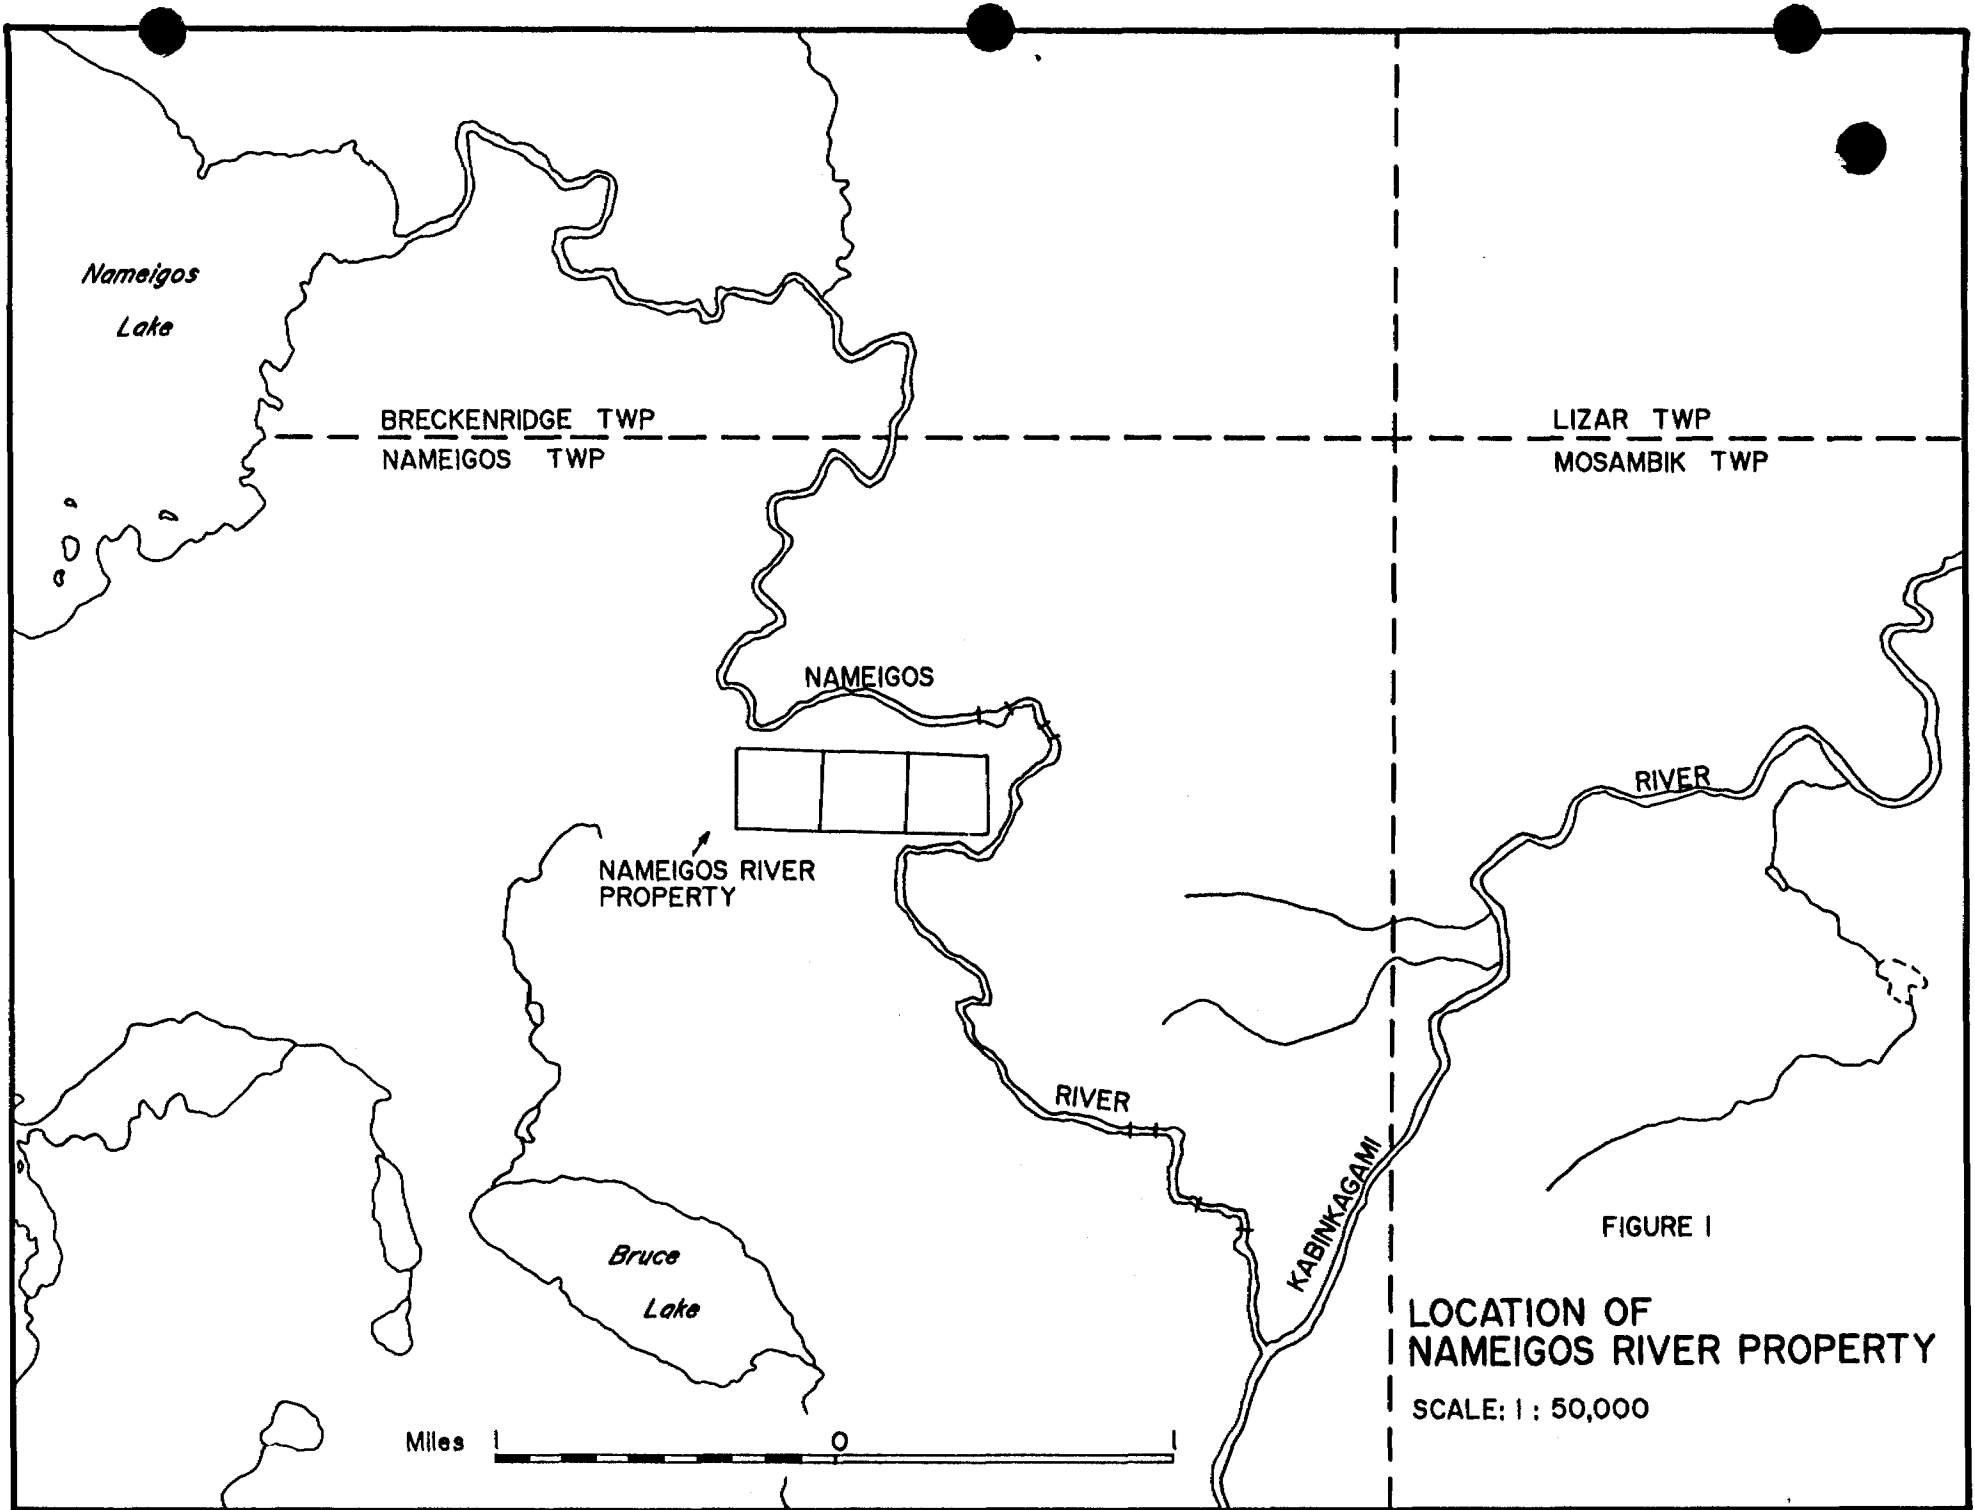 Nameigos
Lake
BRECKENRIDGE TWP
NAMEIGOS TWP
LIZAR TWP
MOSAMBIK TWP
NAMEIGOS
RIVER
NAMEIGOS RIVER
PROPERTY
RIVER
KABINKAGAMI
Bruce
Lake
FIGURE 1
LOCATION OF
NAMEIGOS RIVER PROPERTY
SCALE: 1 : 50,000
Miles 1 0 1